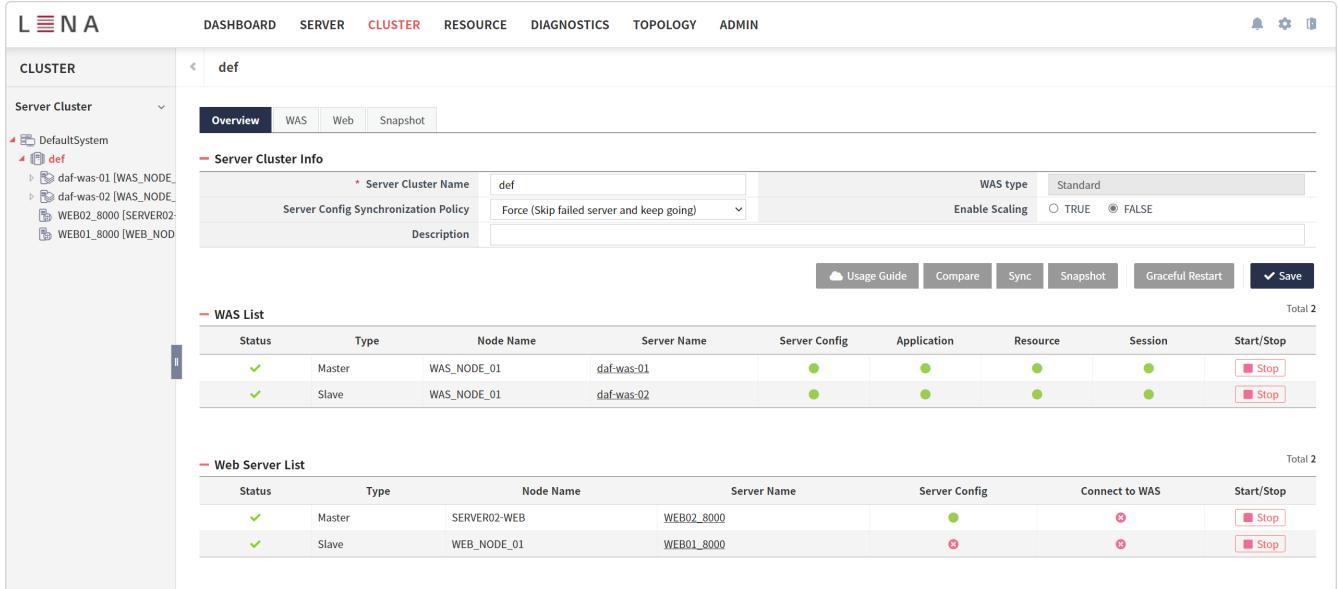 LENA DASHBOARD SERVER CLUSTER RESOURCE DIAGNOSTICS TOPOLOGY ADMIN
CLUSTER
def
Server Cluster
Overview WAS Web Snapshot
DefaultSystem
def
daf-was-01 [WAS_NODE_
daf-was-02 [WAS_NODE_
WEB02_8000 [SERVER02-
WEB01_8000 [WEB_NOD
Server Cluster Info
* Server Cluster Name def WAS type Standard
Server Config Synchronization Policy Force (Skip failed server and keep going) Enable Scaling TRUE FALSE
Description
Usage Guide Compare Sync Snapshot Graceful Restart Save
WAS List Total 2
Status Type Node Name Server Name Server Config Application Resource Session Start/Stop
Master WAS_NODE_01 daf-was-01 Stop
Slave WAS_NODE_01 daf-was-02 Stop
Web Server List Total 2
Status Type Node Name Server Name Server Config Connect to WAS Start/Stop
Master SERVER02-WEB WEB02_8000 Stop
Slave WEB_NODE_01 WEB01_8000 Stop